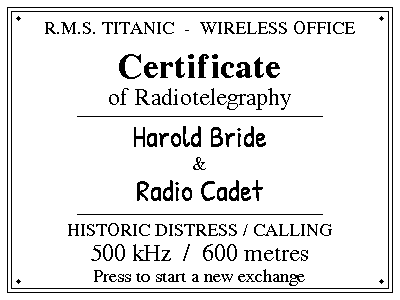 R.M.S. TITANIC - WIRELESS OFFICE
Certificate
of Radiotelegraphy
Harold Bride
&
Radio Cadet
HISTORIC DISTRESS / CALLING
500 kHz / 600 metres
Press to start a new exchange